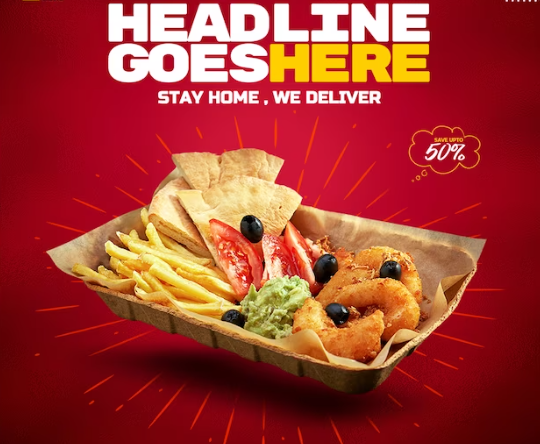 HEADLINE
GOESHERE
STAY HOME , WE DELIVER
SAVE UPTO
50%